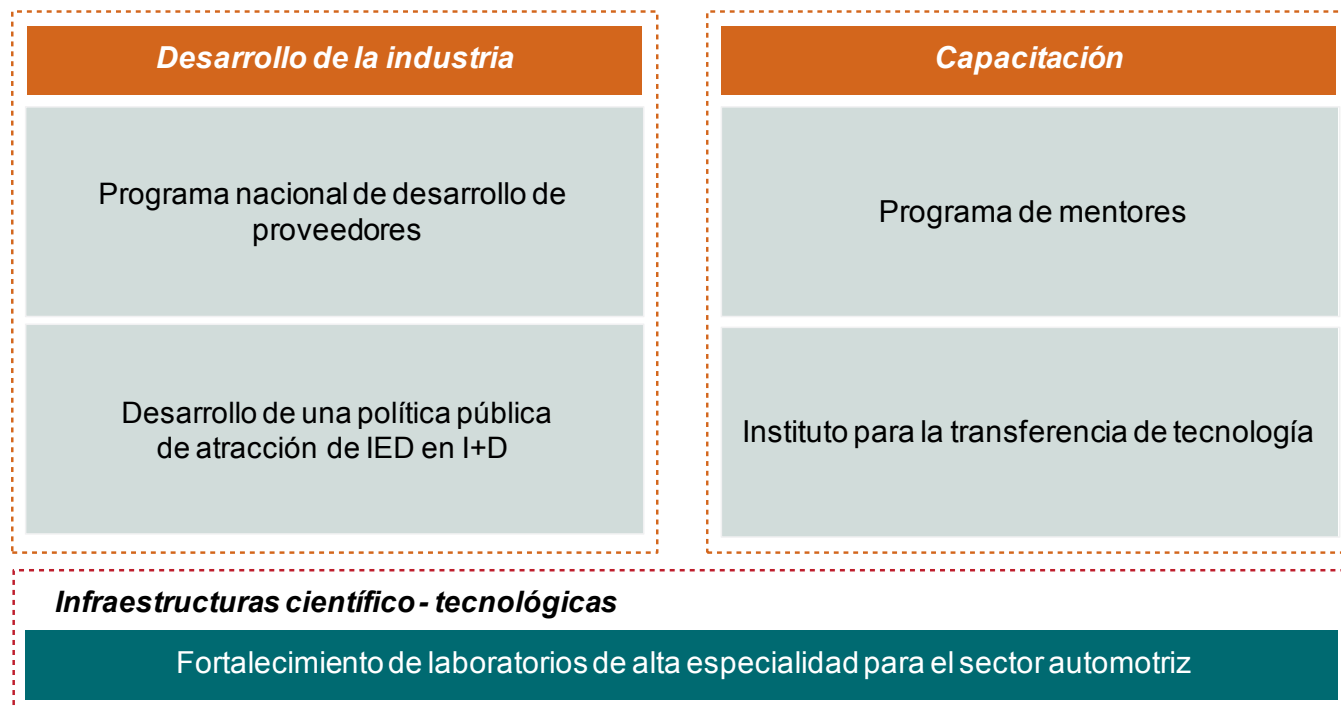 Desarrollo de la industria
Programa nacional de desarrollo de
proveedores
Desarrollo de una política pública
de atracción de IED en I+D
Capacitación
Programa de mentores
Instituto para la transferencia de tecnología
Infraestructuras científico - tecnológicas
Fortalecimiento de laboratorios de alta especialidad para el sector automotriz